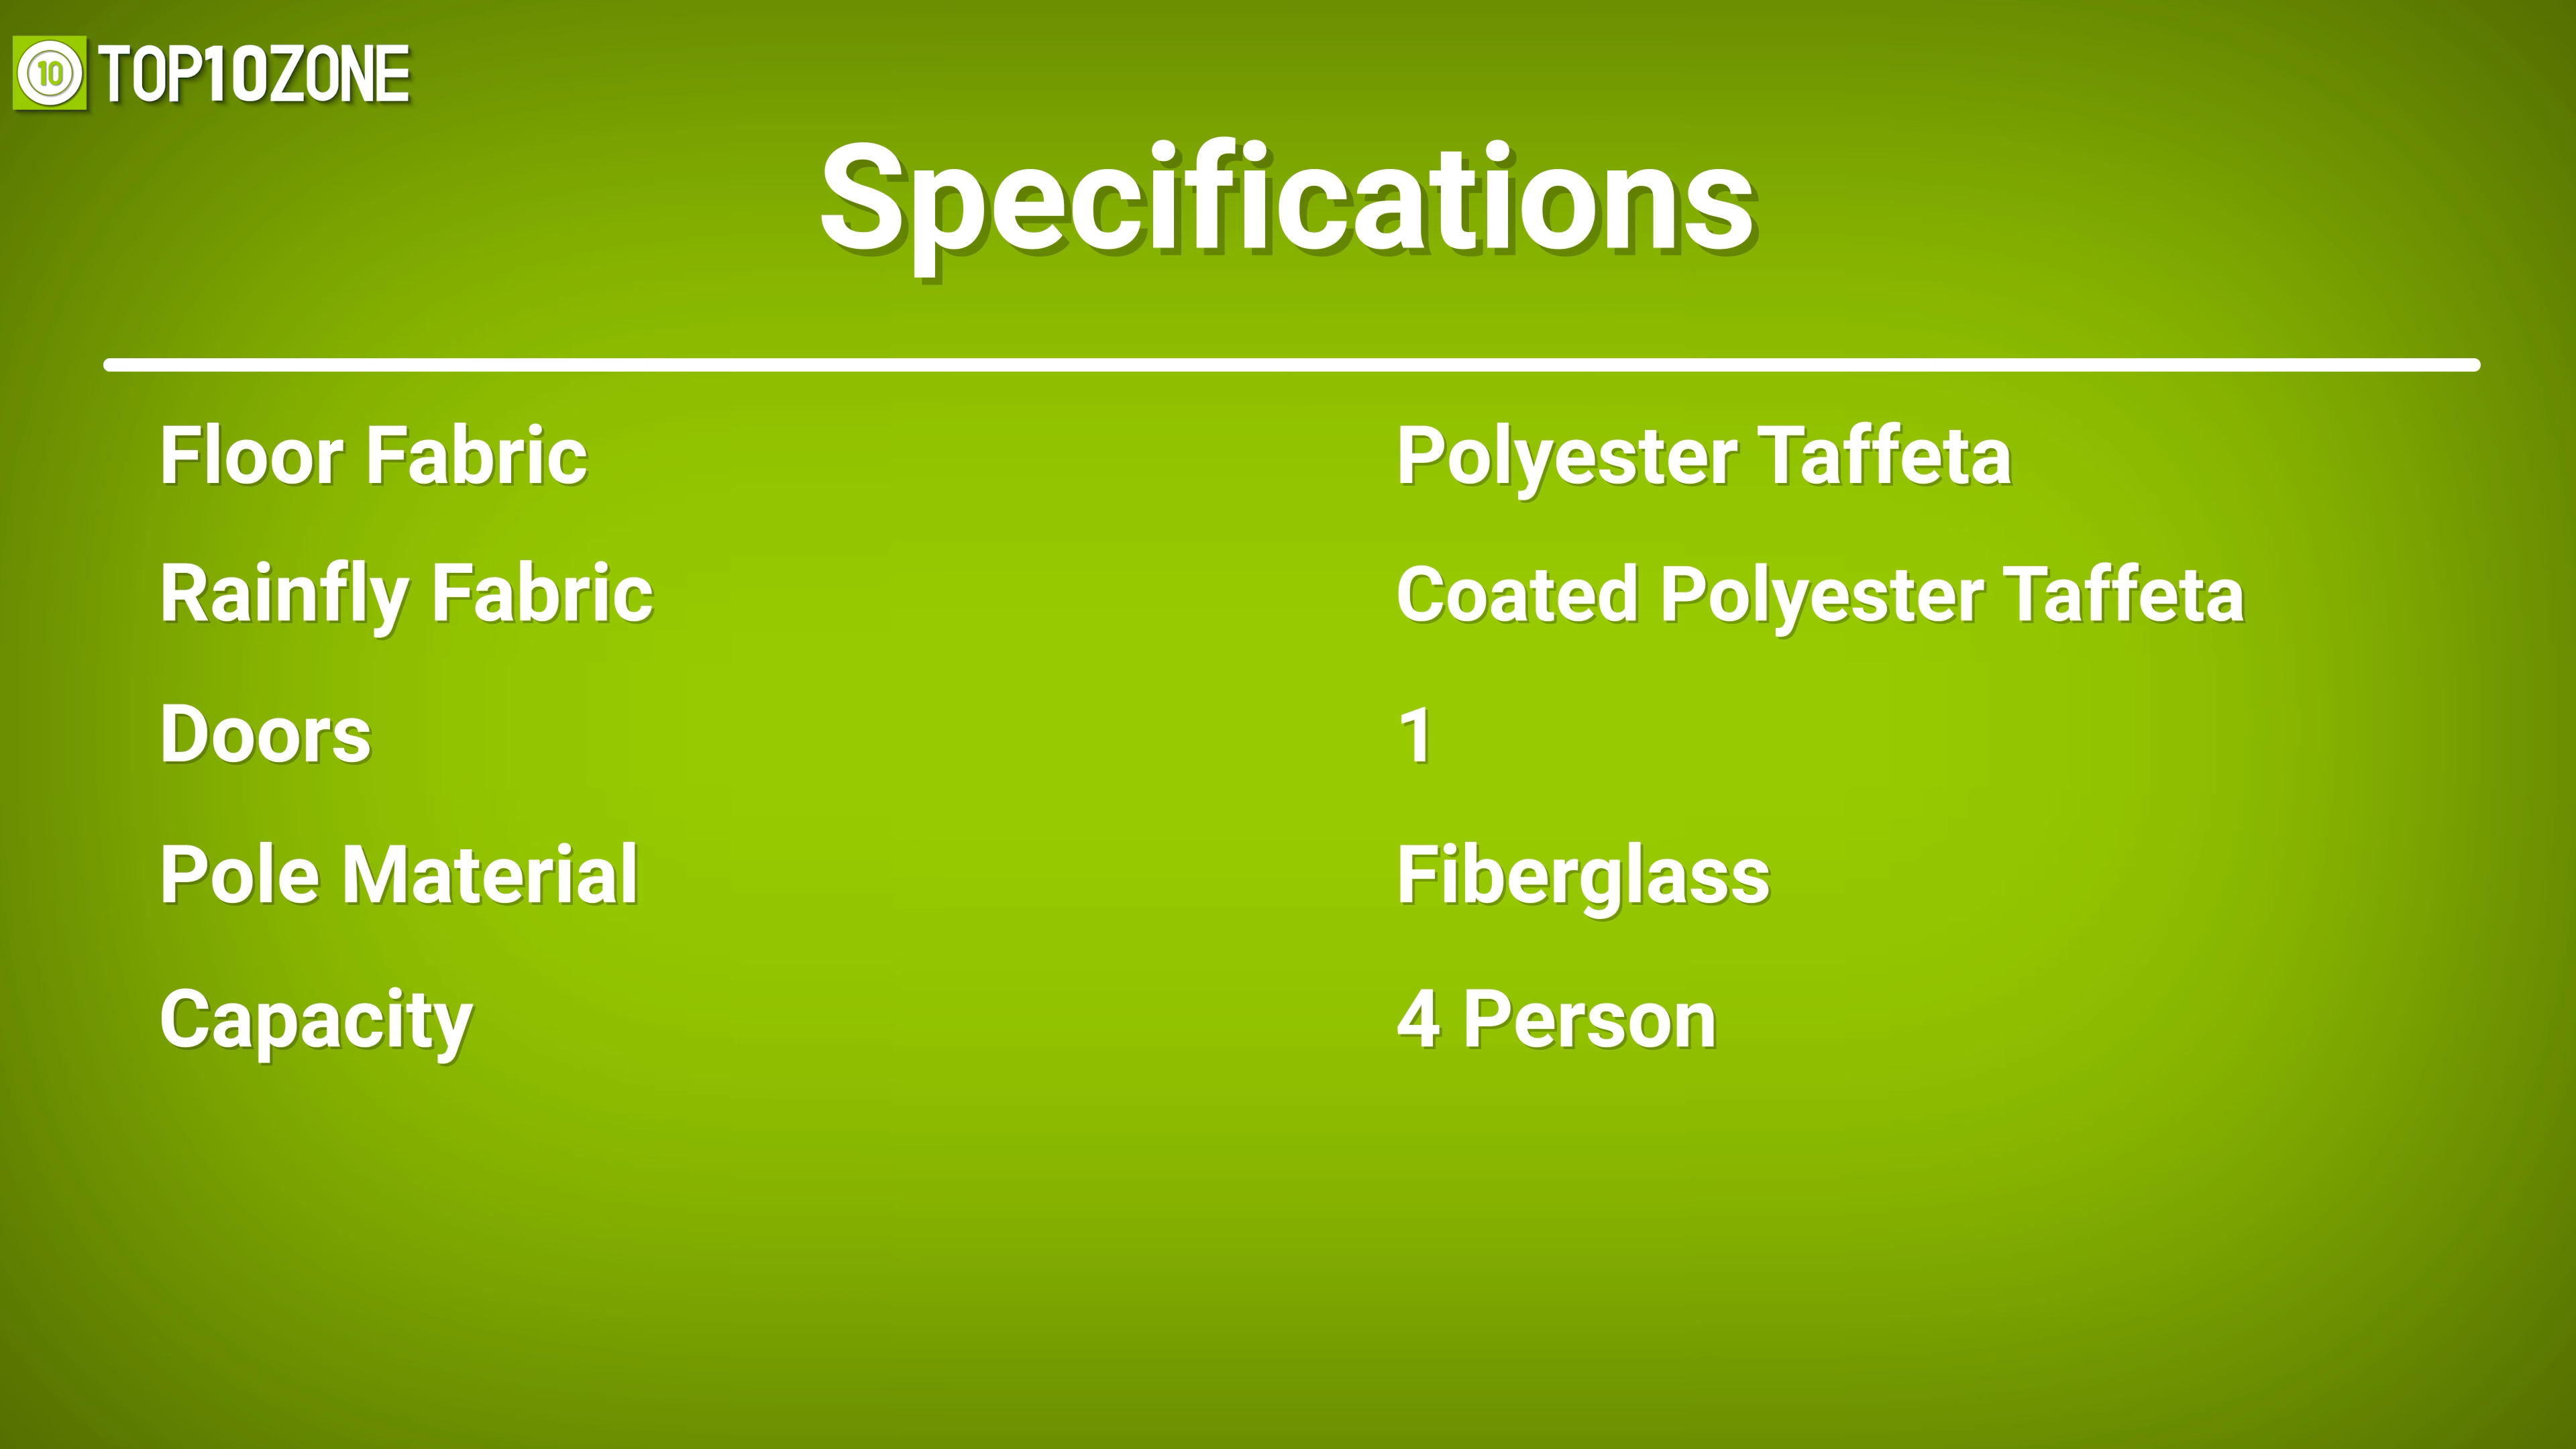 10 TOP10ZONE
Specifications
Floor Fabric Polyester Taffeta
Rainfly Fabric Coated Polyester Taffeta
Doors 1
Pole Material Fiberglass
Capacity 4 Person